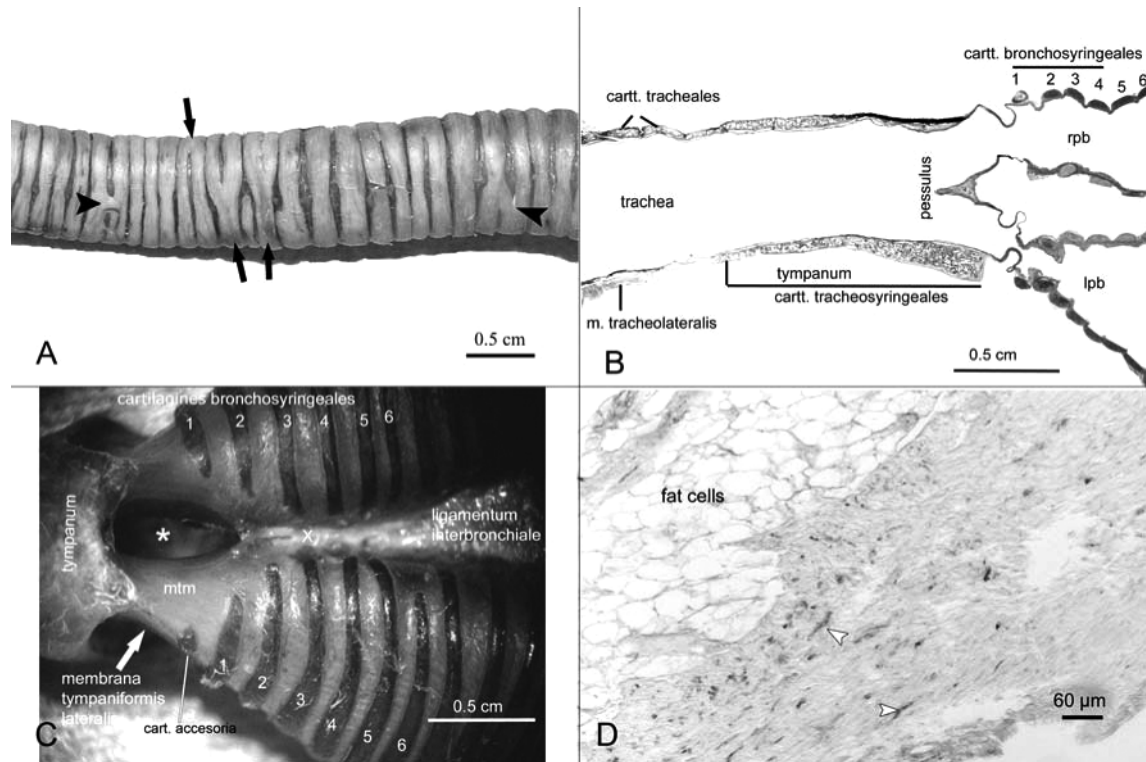 A
0.5 cm
cartt. bronchosyringeales
1 2 3 4 5 6
cartt. tracheales
rpb
pessulus
trachea
lpb
tympanum
cartt. tracheosyringeales
m. tracheolateralis
B
0.5 cm
cartilagines bronchosyringeales
1 2 3 4 5 6
tympanum
*
x
ligamentum
interbronchiale
mtm
membrana
tympaniformis
lateralis
cart. accesoria
1 2 3 4 5 6
0.5 cm
C
fat cells
60 µm
D